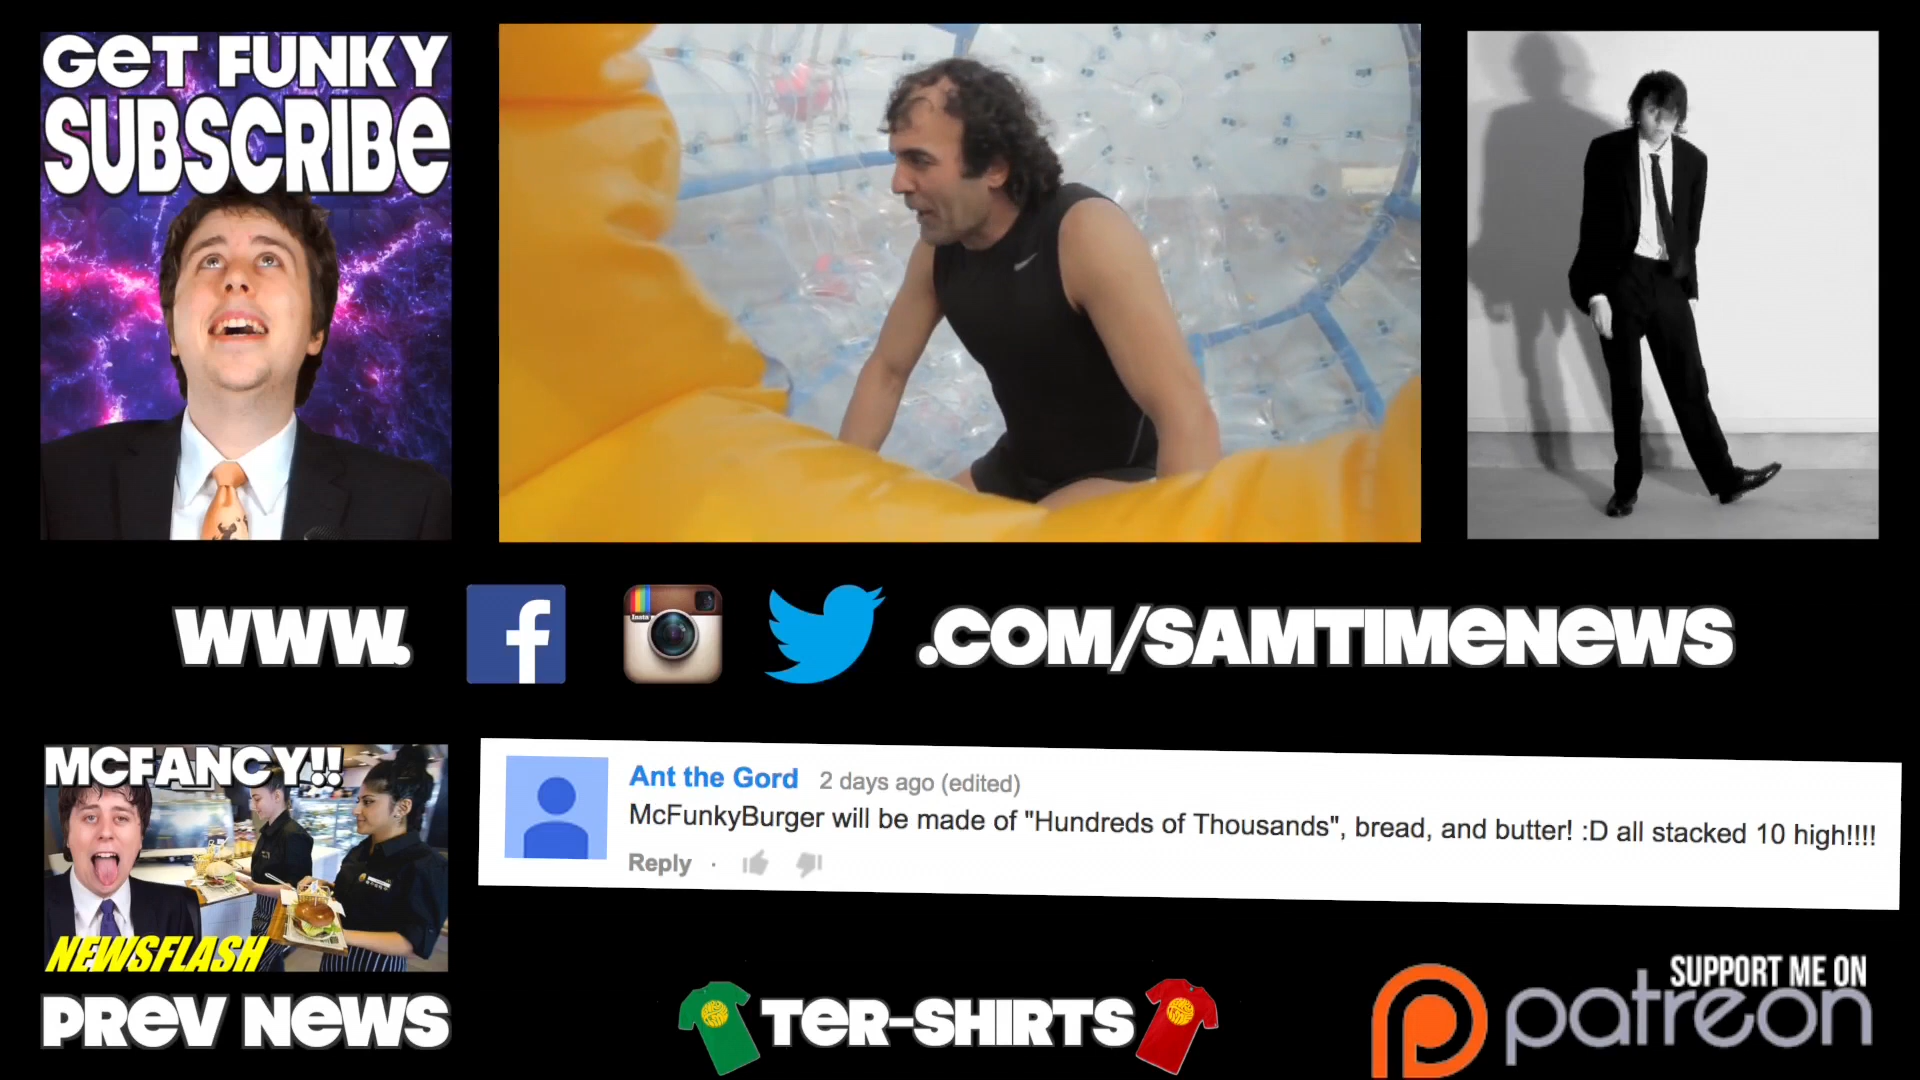 GET FUNKY
SUBSCRIBE
WWW.
f
Insta
.COM/SAMTIMENEWS
MCFANCY!!
NEWSFLASH
PREV NEWS
Ant the Gord 2 days ago (edited)
McFunkyBurger will be made of "Hundreds of Thousands", bread, and butter! :D all stacked 10 high!!!!
Reply ·
TER-SHIRTS
SUPPORT ME ON
patreon